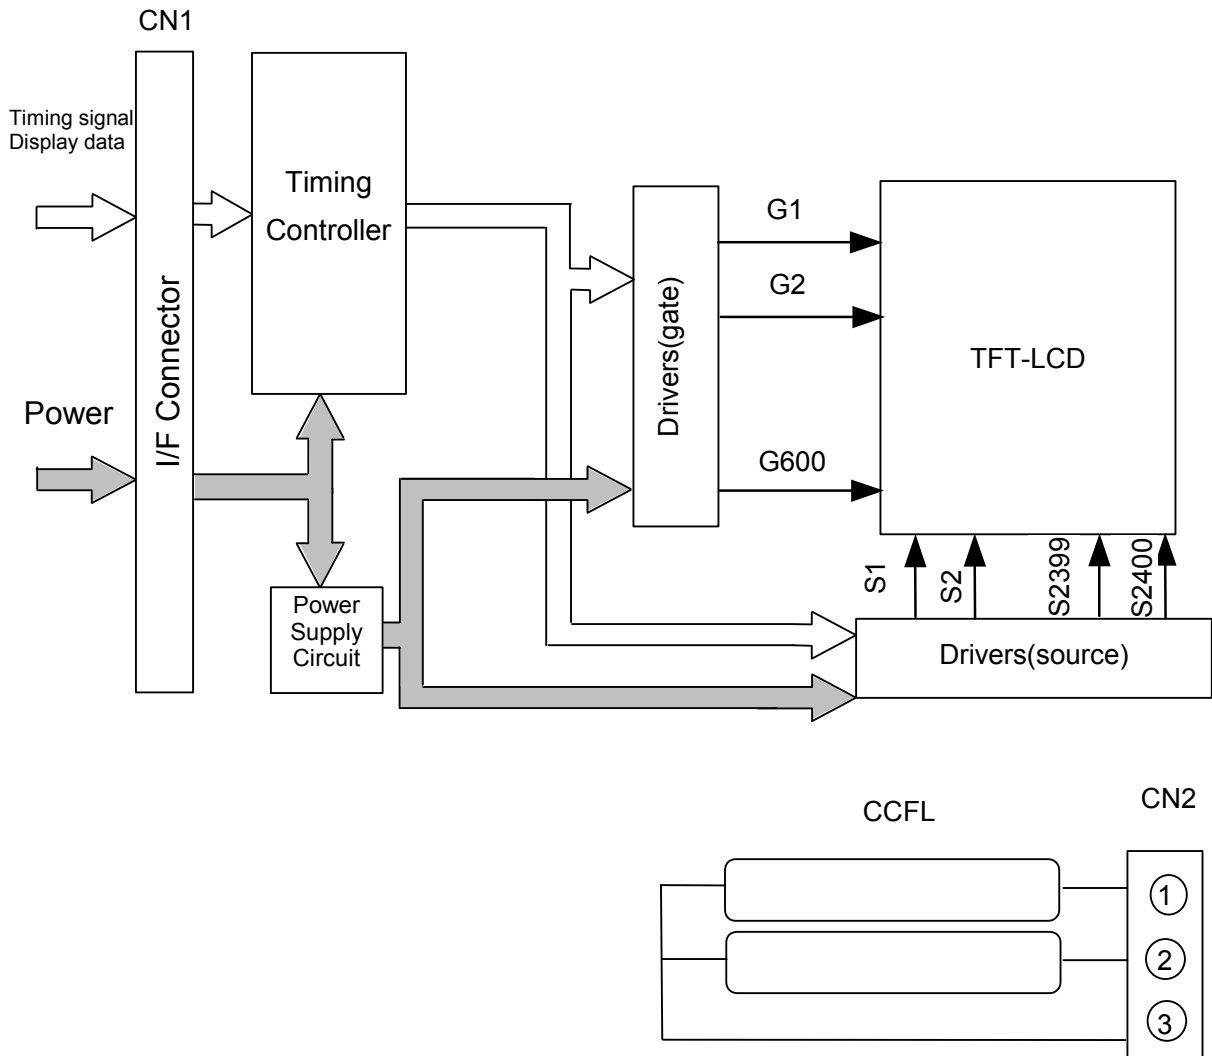 CN1
Timing signal
Display data
Timing
Controller
I/F Connector
Power
Power
Supply
Circuit
Drivers(gate)
G1
G2
G600
TFT-LCD
S1
S2
S2399
S2400
Drivers(source)
CCFL
CN2
1
2
3